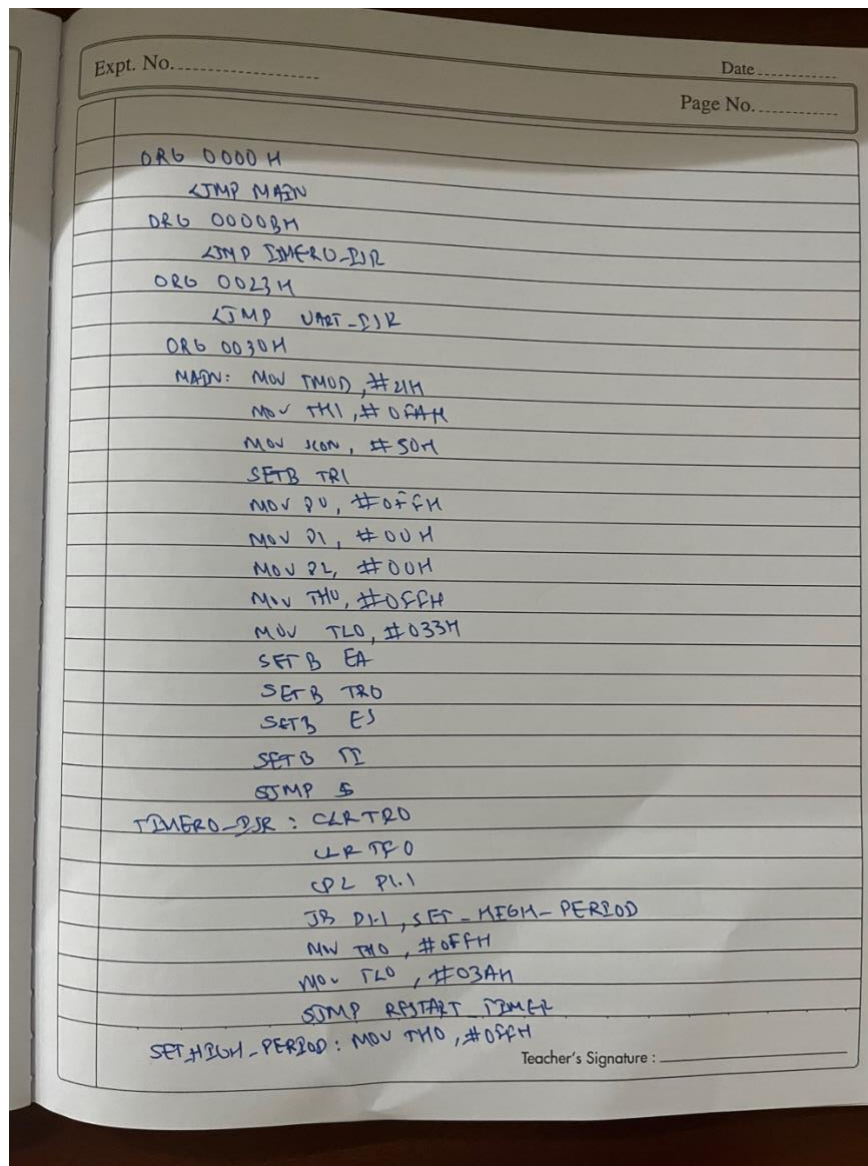 Expt. No.
Date
Page No.
ORG 0000 H
LJMP MAIN
ORG 0000BH
LJMP TIMER0_ISR
ORG 0023H
LJMP UART_ISR
ORG 0030H
MAIN: MOV TMOD, #21H
MOV TH1, #0FAH
MOV SCON, #50H
SETB TR1
MOV P0, #0FFH
MOV P1, #00H
MOV P2, #00H
MOV TH0, #0FFH
MOV TL0, #033H
SETB EA
SETB TR0
SETB ES
SETB TI
SJMP $
TIMER0_ISR : CLR TR0
CLR TF0
CPL P1.1
JB P1.1, SET_HIGH_PERIOD
MOV TH0, #0FFH
MOV TL0, #03AH
SJMP RESTART_TIMER
SET_HIGH_PERIOD: MOV TH0, #0FFH
Teacher's Signature :